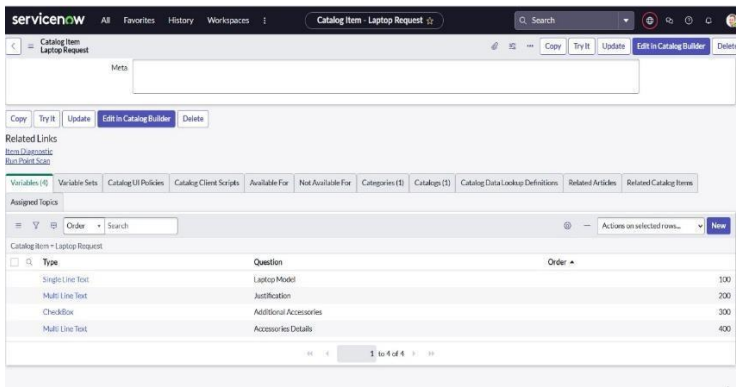 servicenow All Favorites History Workspaces Catalog Item - Laptop Request Search
Catalog Item
Laptop Request
Copy Try It Update Edit in Catalog Builder Delete
Meta
Copy Try It Update Edit in Catalog Builder Delete
Related Links
Item Diagnostic
Run Point Scan
Variables (4) Variable Sets Catalog UI Policies Catalog Client Scripts Available For Not Available For Categories (1) Catalogs (1) Catalog Data Lookup Definitions Related Articles Related Catalog Items
Assigned Topics
Order Search Actions on selected rows... New
Catalog item = Laptop Request
Type Question Order
Single Line Text Laptop Model 100
Multi Line Text Justification 200
CheckBox Additional Accessories 300
Multi Line Text Accessories Details 400
1 to 4 of 4